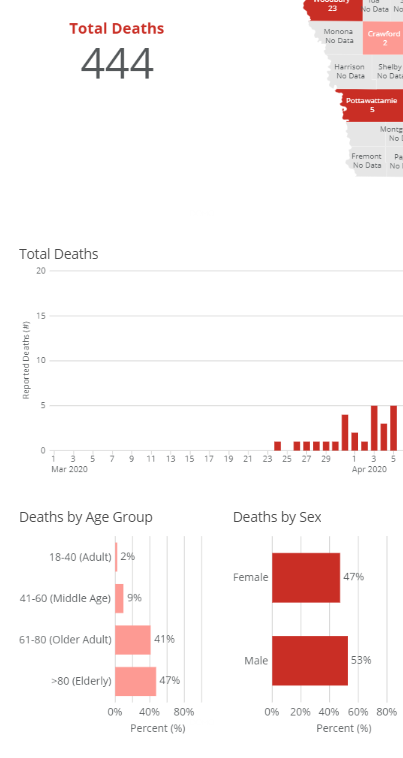 Woodbury
23
Ida
No Data
Total Deaths
444
Monona
No Data
Crawford
2
Harrison
No Data
Shelby
No Data
Pottawattamie
5
Montg
No
Fremont
No Data
Pa
No
Total Deaths
Reported Deaths (#)
20
15
10
5
0
1 3 5 7 9 11 13 15 17 19 21 23 25 27 29 1 3 5
Mar 2020 Apr 2020
Deaths by Age Group
18-40 (Adult) 2%
41-60 (Middle Age) 9%
61-80 (Older Adult) 41%
>80 (Elderly) 47%
0% 40% 80%
Percent (%)
Deaths by Sex
Female 47%
Male 53%
0% 20% 40% 60% 80%
Percent (%)